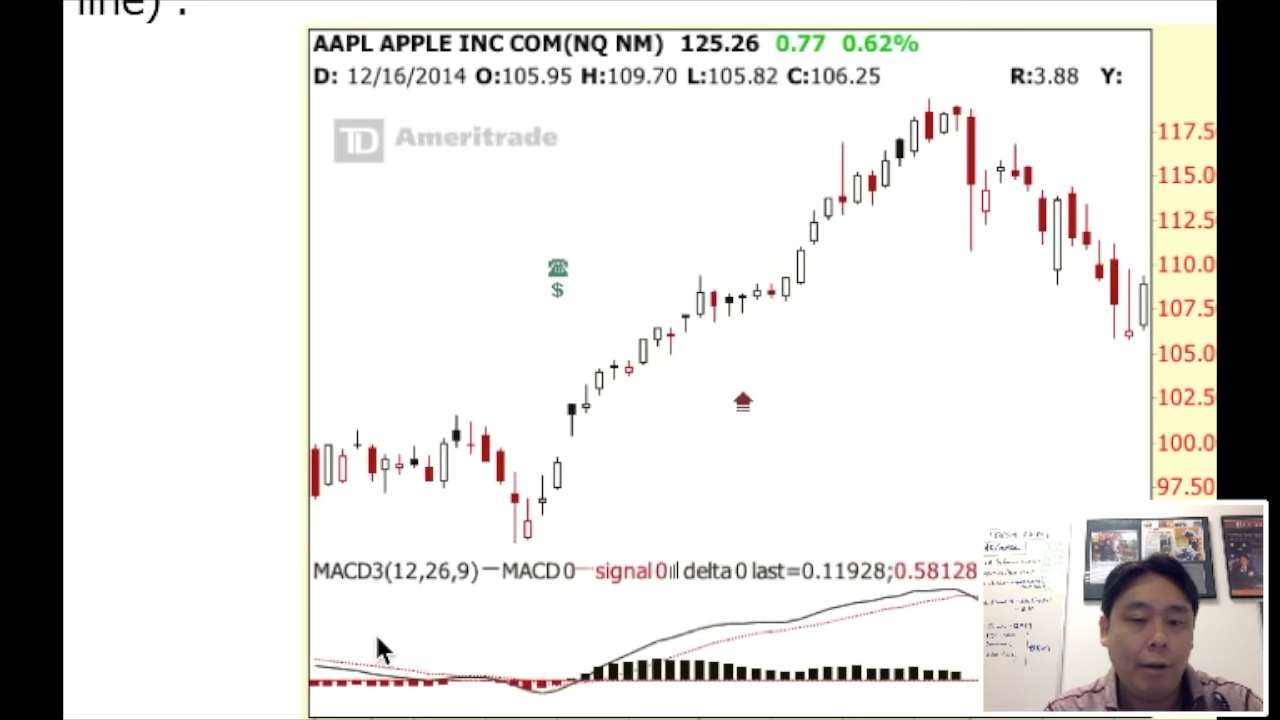 line) .
AAPL APPLE INC COM(NQ NM) 125.26 0.77 0.62%
D: 12/16/2014 O:105.95 H:109.70 L:105.82 C:106.25 R:3.88 Y:
TD Ameritrade
117.5
115.0
112.5
110.0
$
107.5
105.0
102.5
100.0
97.50
MACD3(12,26,9) MACD 0 signal 0 delta 0 last=0.11928;0.58128